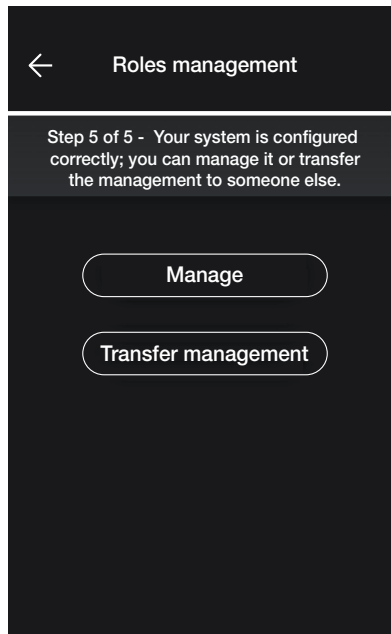 Roles management
Step 5 of 5 - Your system is configured
correctly; you can manage it or transfer
the management to someone else.
Manage
Transfer management